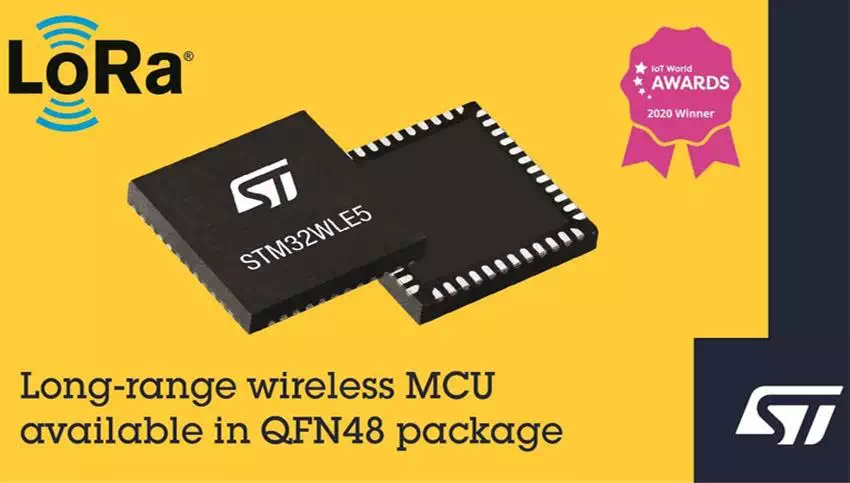 LoRa®
IoT World
AWARDS
2020 Winner
ST
STM32WLE5
Long-range wireless MCU
available in QFN48 package
ST